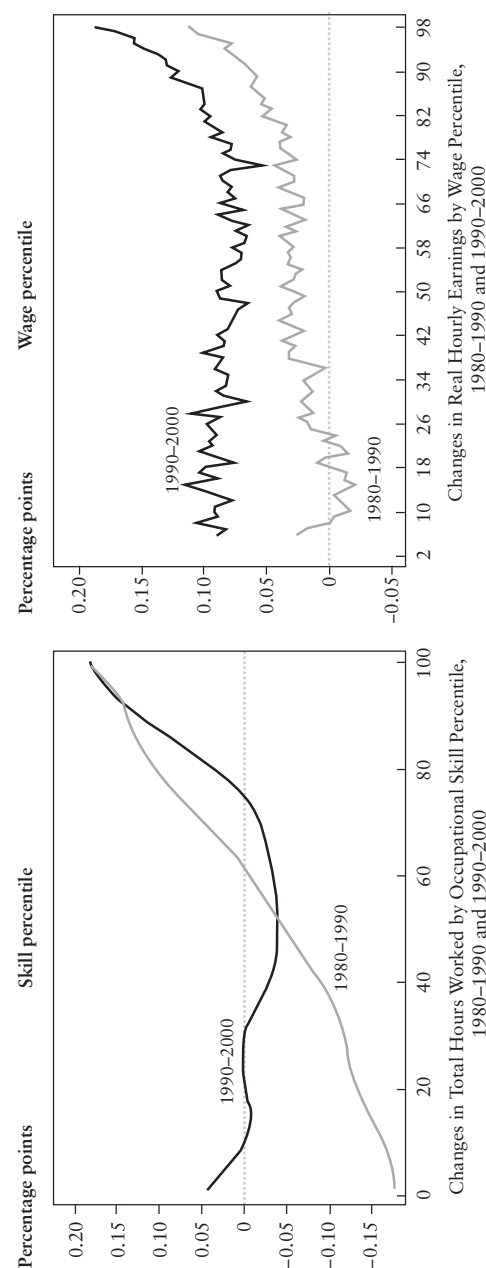 Percentage points
Skill percentile
0.20
0.15
0.10
0.05
0
–0.05
–0.10
–0.15
1990–2000
1980–1990
0 20 40 60 80 100
Changes in Total Hours Worked by Occupational Skill Percentile,
1980–1990 and 1990–2000
Percentage points
Wage percentile
0.20
0.15
0.10
0.05
0
–0.05
1990–2000
1980–1990
2 10 18 26 34 42 50 58 66 74 82 90 98
Changes in Real Hourly Earnings by Wage Percentile,
1980–1990 and 1990–2000